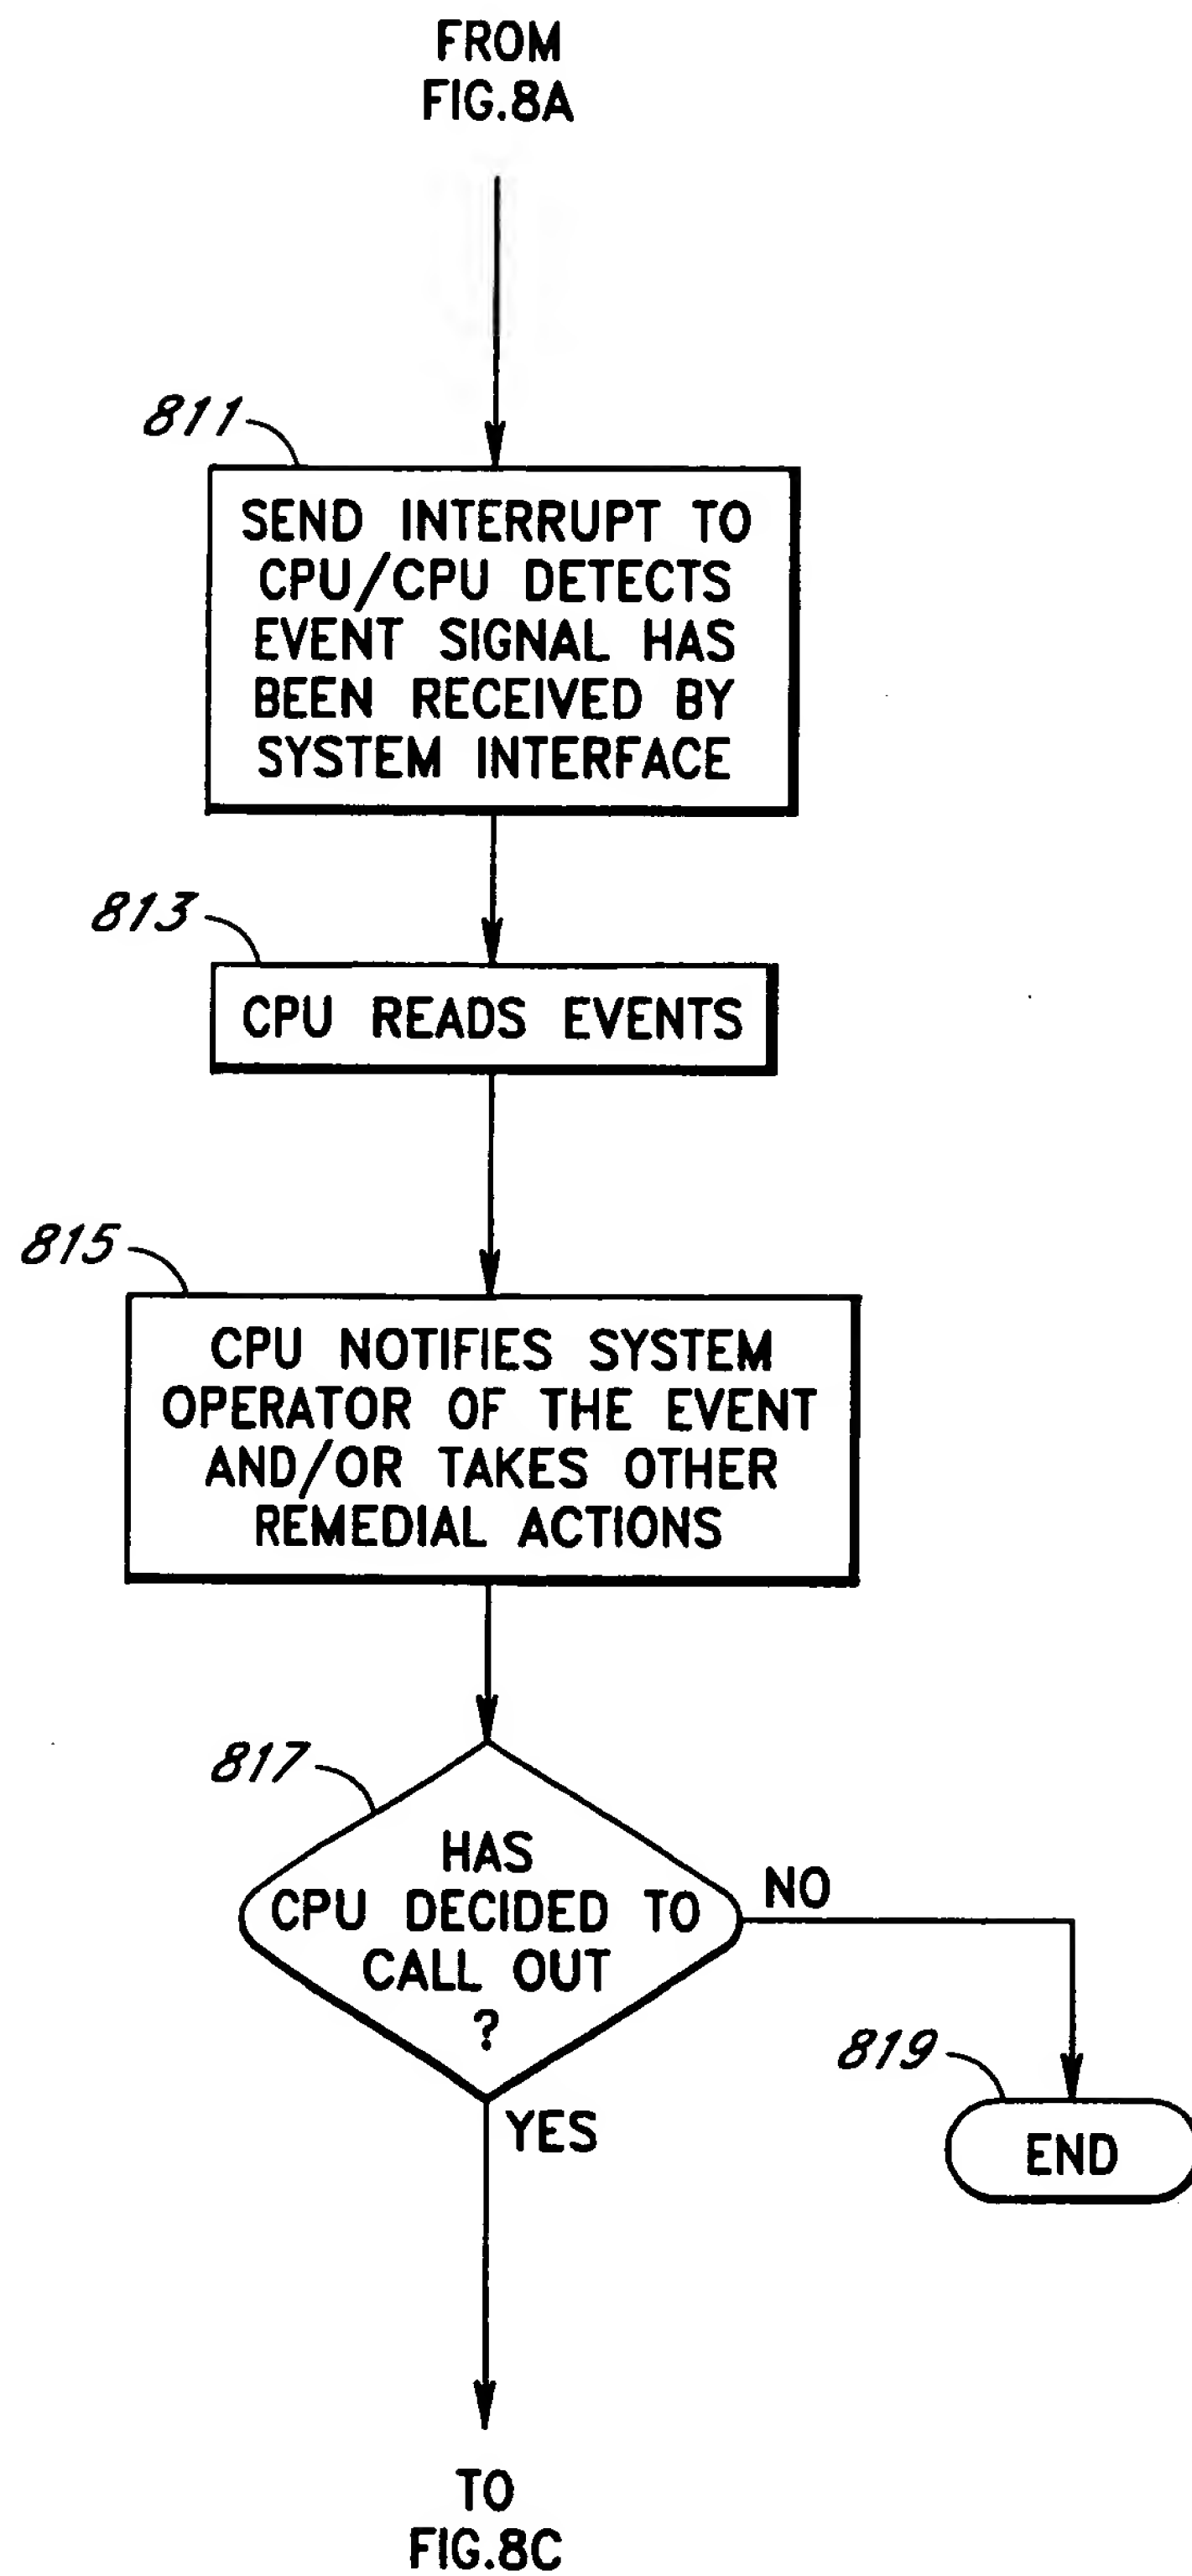 FROM
FIG.8A
811
SEND INTERRUPT TO
CPU/CPU DETECTS
EVENT SIGNAL HAS
BEEN RECEIVED BY
SYSTEM INTERFACE
813
CPU READS EVENTS
815
CPU NOTIFIES SYSTEM
OPERATOR OF THE EVENT
AND/OR TAKES OTHER
REMEDIAL ACTIONS
817
HAS
CPU DECIDED TO
CALL OUT
?
NO
819
END
YES
TO
FIG.8C